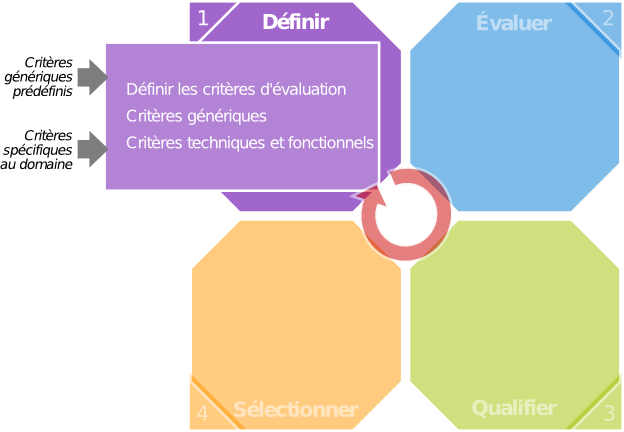 1
Définir
Évaluer
2
Critères
génériques
prédéfinis
Définir les critères d'évaluation
Critères génériques
Critères techniques et fonctionnels
Critères
spécifiques
au domaine
4
Sélectionner
Qualifier
3